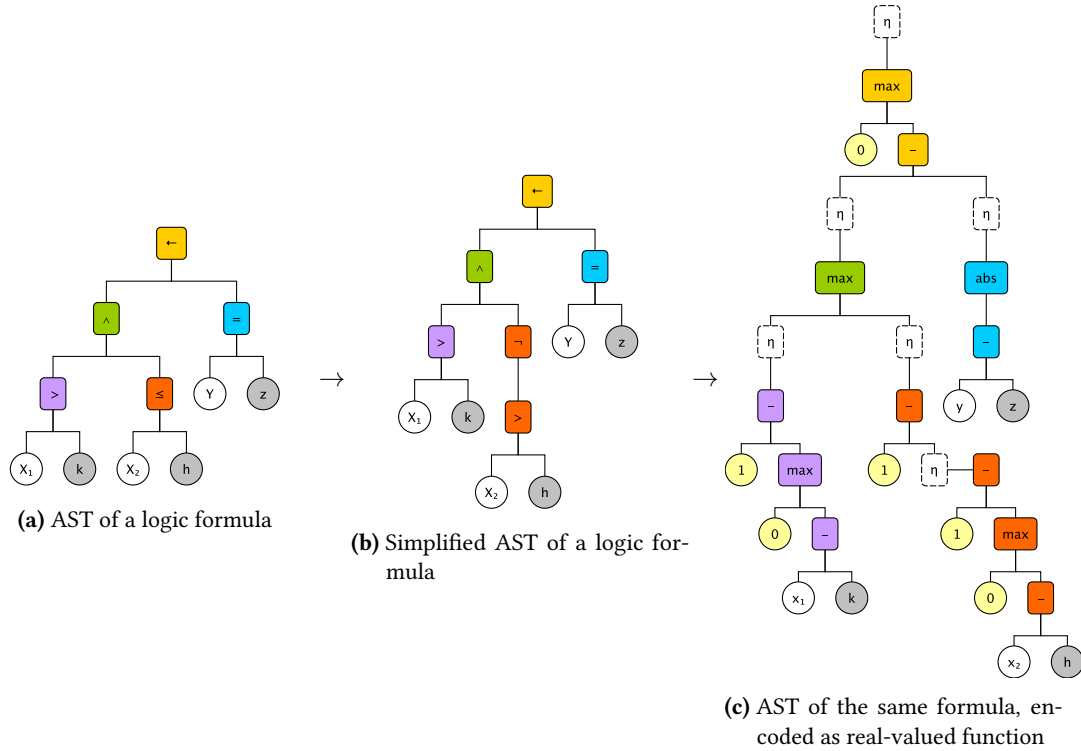 ←
∧ =
> ≤ Y z
X₁ k X₂ h
(a) AST of a logic formula
→
←
∧ =
> ¬ Y z
X₁ k >
X₂ h
(b) Simplified AST of a logic for-
mula
→
η
max
0 −
η η
max abs
η η −
− − y z
1 max 1 η −
0 − 1 max
x₁ k 0 −
x₂ h
(c) AST of the same formula, en-
coded as real-valued function